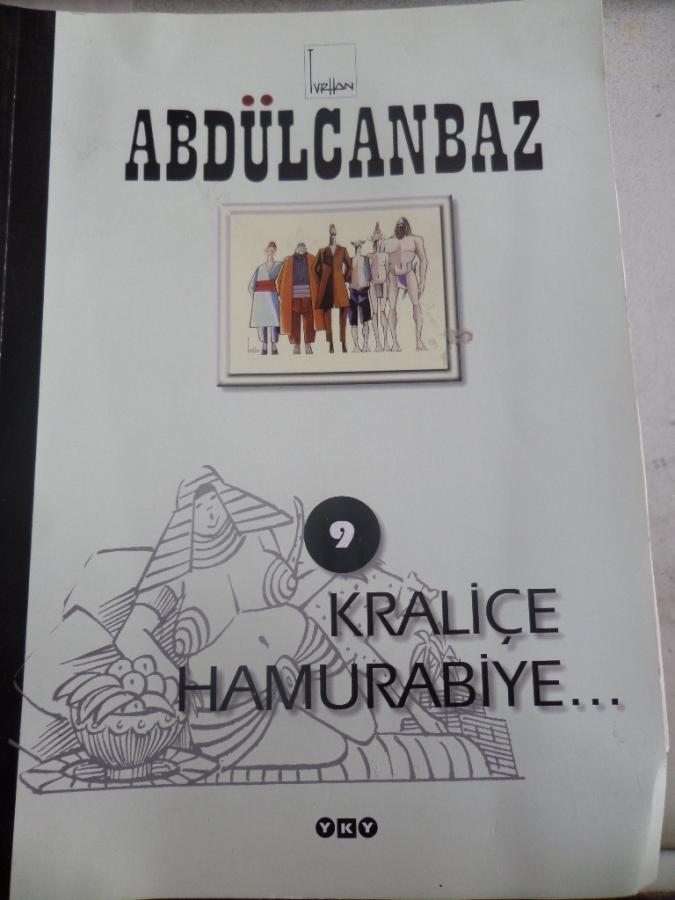 TURHAN
ABDÜLCANBAZ
9
KRALİÇE
HAMURABİYE...
YKY